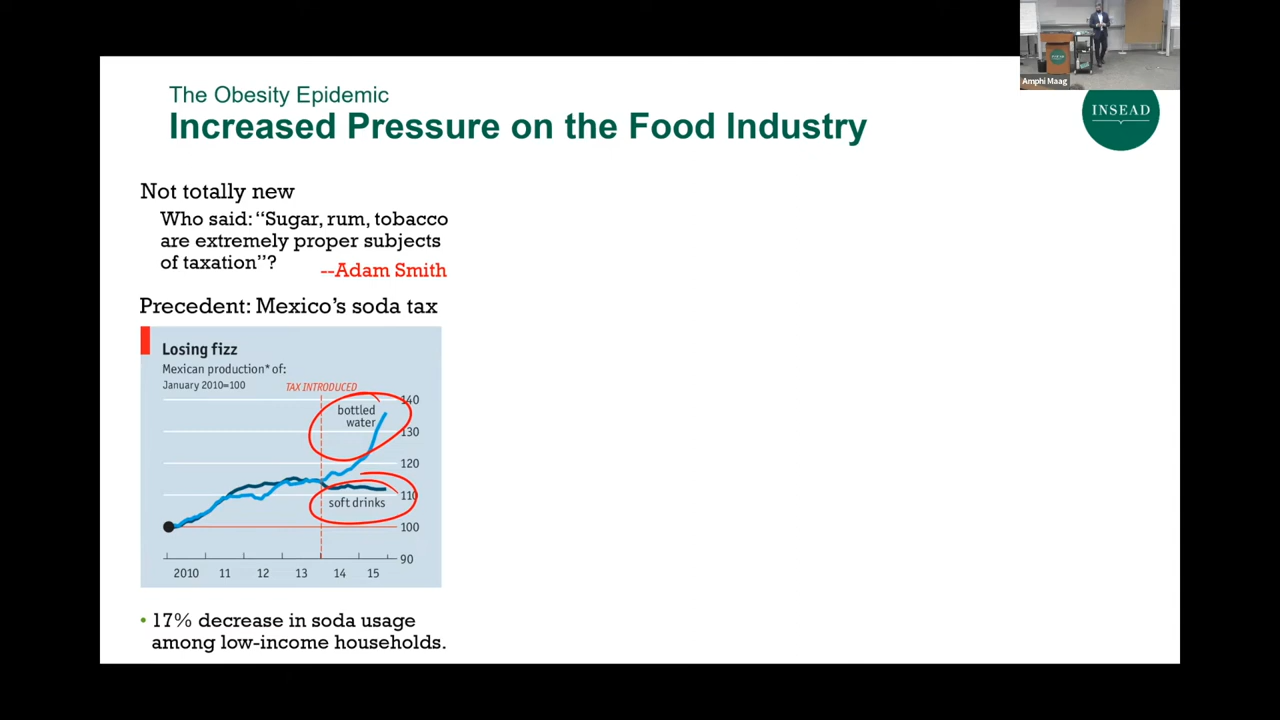 Amphi Maag
The Obesity Epidemic
Increased Pressure on the Food Industry
INSEAD
Not totally new
Who said: “Sugar, rum, tobacco
are extremely proper subjects
of taxation”?
--Adam Smith
Precedent: Mexico’s soda tax
Losing fizz
Mexican production* of:
January 2010=100
TAX INTRODUCED
140
bottled
water
130
120
110
soft drinks
100
90
2010 11 12 13 14 15
• 17% decrease in soda usage
among low-income households.